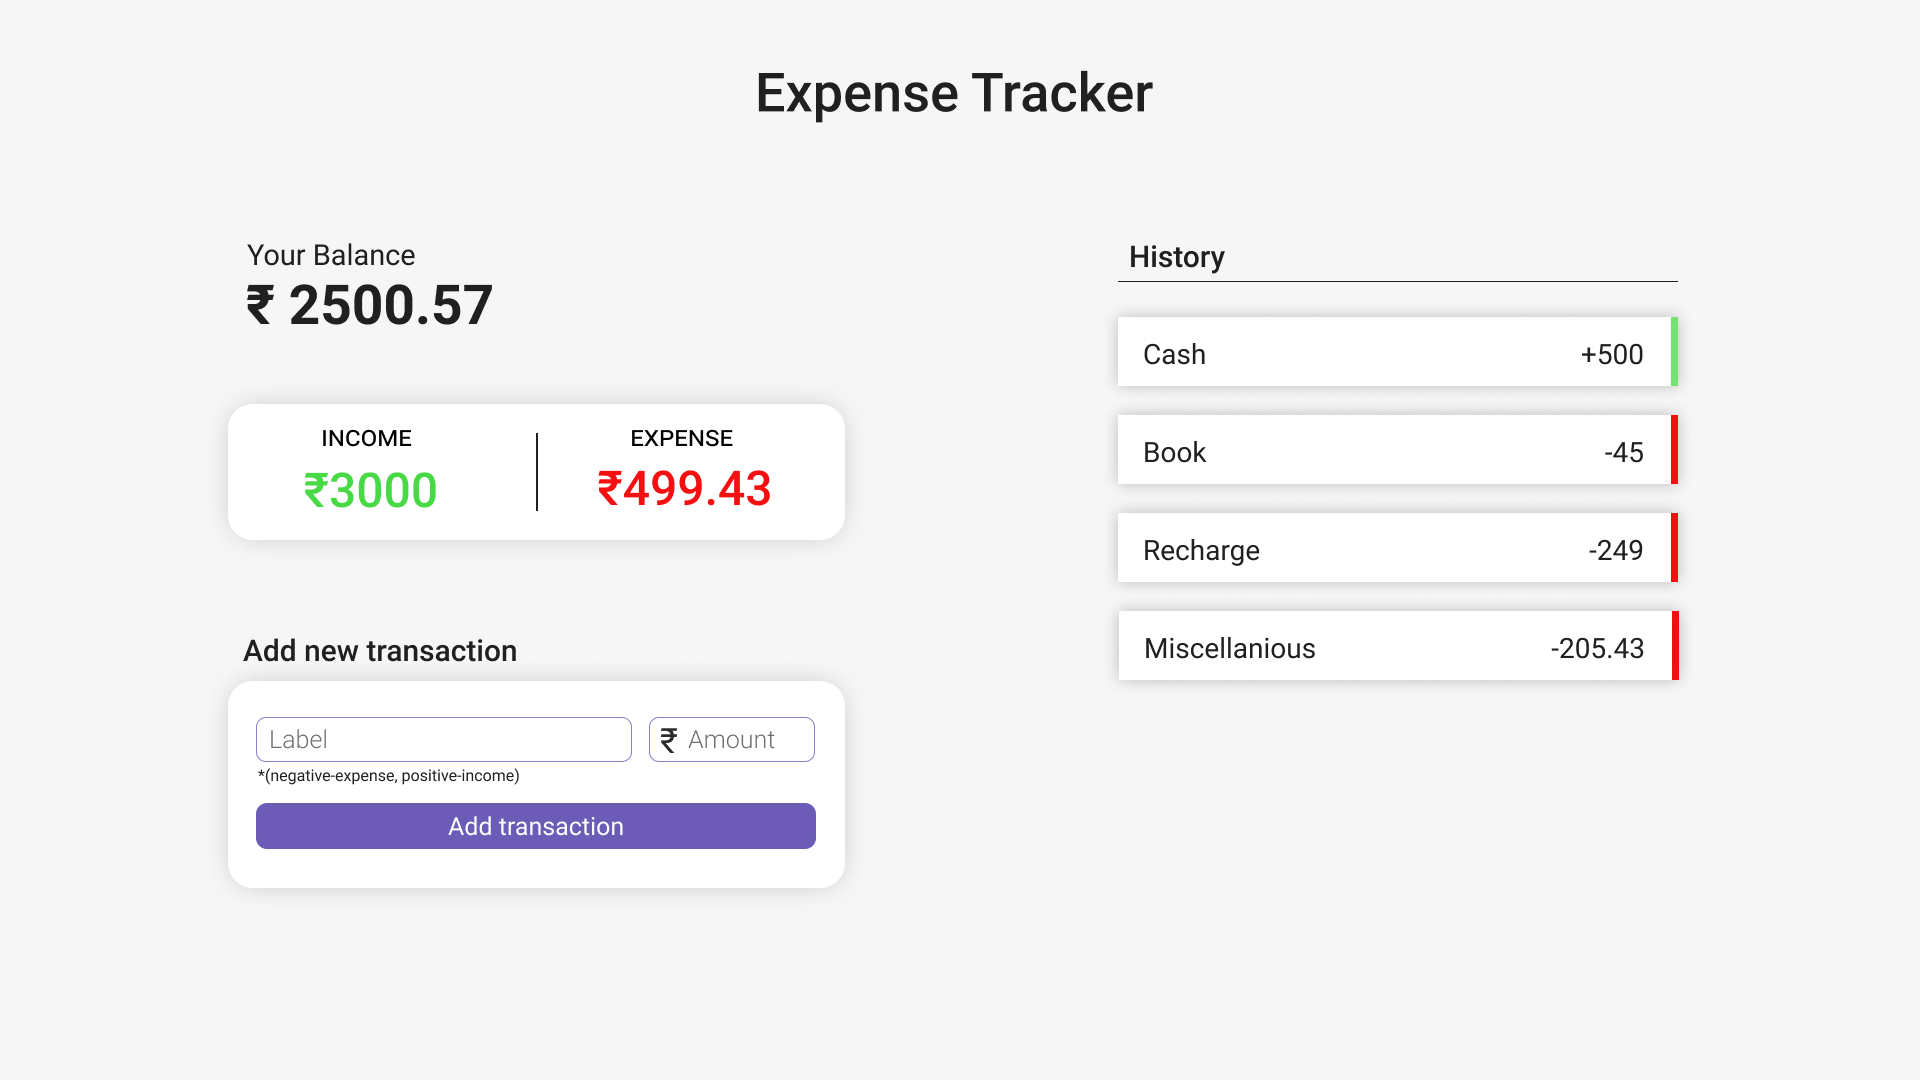 Expense Tracker
Your Balance
₹ 2500.57
INCOME
₹3000
EXPENSE
₹499.43
Add new transaction
Label
₹ Amount
*(negative-expense, positive-income)
Add transaction
History
Cash +500
Book -45
Recharge -249
Miscellanious -205.43